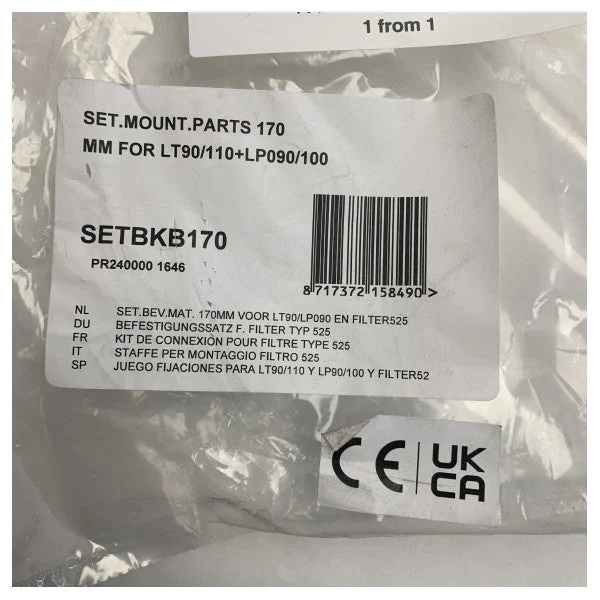 1 from 1
SET.MOUNT.PARTS 170
MM FOR LT90/110+LP090/100
SETBKB170
PR240000 1646
8 717372 158490 >
NL SET.BEV.MAT. 170MM VOOR LT90/LP090 EN FILTER525
DU BEFESTIGUNGSSATZ F. FILTER TYP 525
FR KIT DE CONNEXIÒN POUR FILTRE TYPE 525
IT STAFFE PER MONTAGGIO FILTRO 525
SP JUEGO FIJACIONES PARA LT90/110 Y LP90/100 Y FILTER52
CE UK
CA